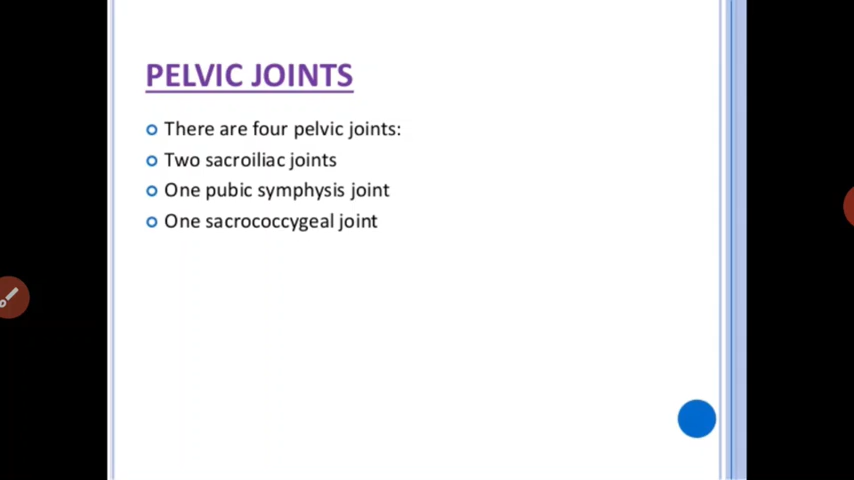 PELVIC JOINTS
There are four pelvic joints:
Two sacroiliac joints
One pubic symphysis joint
One sacrococcygeal joint